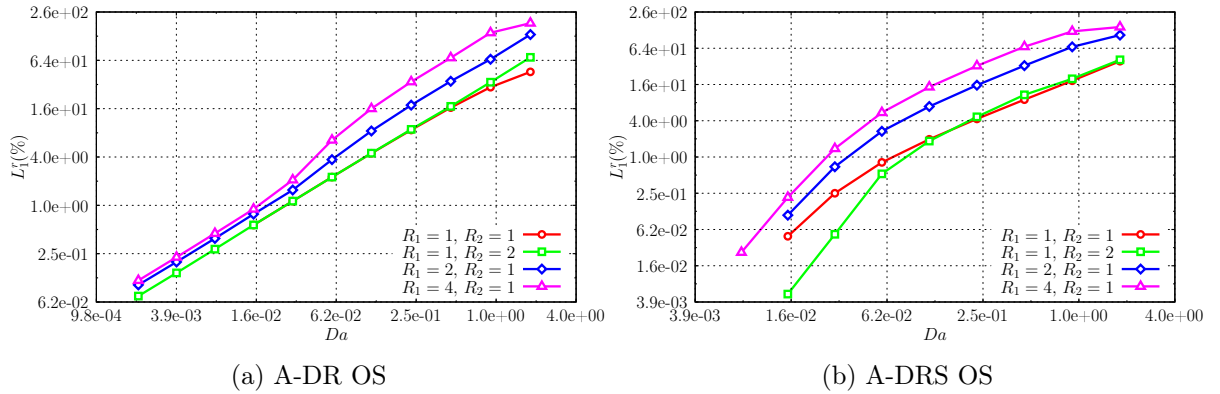 2.6e+02
6.4e+01
1.6e+01
4.0e+00
1.0e+00
2.5e-01
6.2e-02
L₁ʳ(%)
9.8e-04 3.9e-03 1.6e-02 6.2e-02 2.5e-01 1.0e+00 4.0e+00
Da
R₁ = 1, R₂ = 1
R₁ = 1, R₂ = 2
R₁ = 2, R₂ = 1
R₁ = 4, R₂ = 1
(a) A-DR OS
2.6e+02
6.4e+01
1.6e+01
4.0e+00
1.0e+00
2.5e-01
6.2e-02
1.6e-02
3.9e-03
L₁ʳ(%)
3.9e-03 1.6e-02 6.2e-02 2.5e-01 1.0e+00 4.0e+00
Da
R₁ = 1, R₂ = 1
R₁ = 1, R₂ = 2
R₁ = 2, R₂ = 1
R₁ = 4, R₂ = 1
(b) A-DRS OS